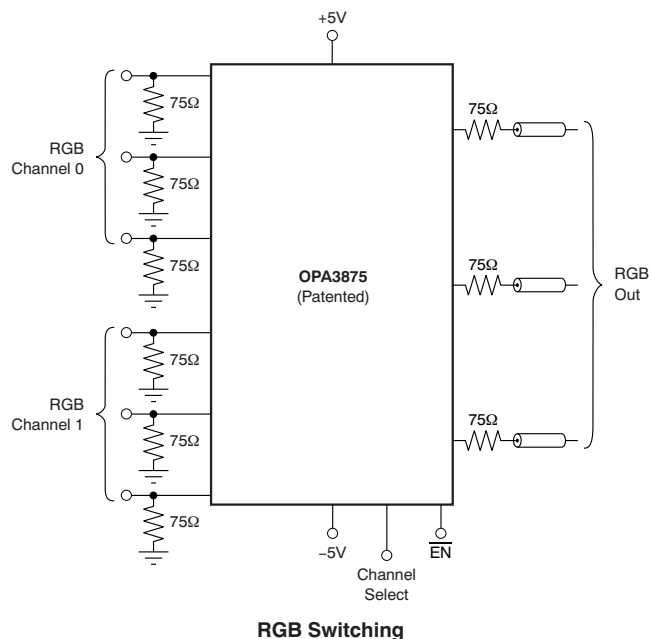 +5V
75Ω
75Ω
75Ω
RGB
Channel 0
75Ω
75Ω
75Ω
RGB
Channel 1
OPA3875
(Patented)
75Ω
75Ω
75Ω
RGB
Out
−5V
Channel
Select
EN
RGB Switching